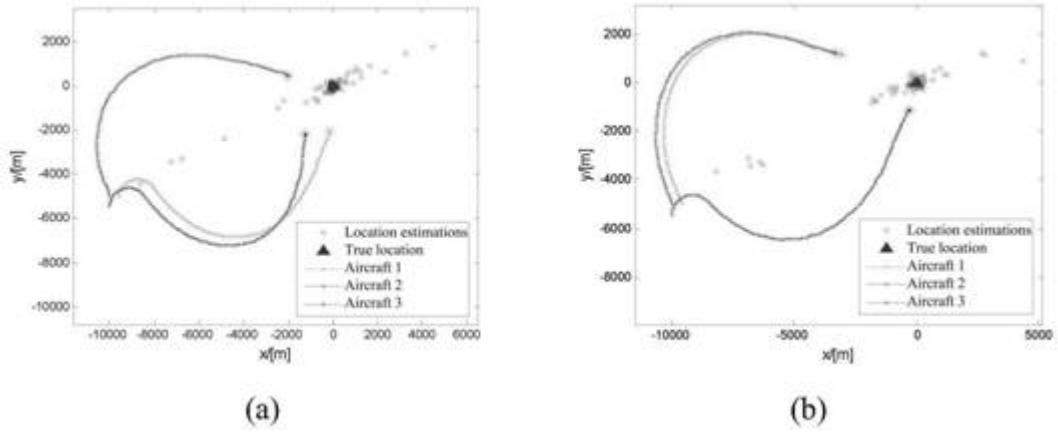 2000
0
-2000
-4000
-6000
-8000
-10000
y/[m]
-10000 -8000 -6000 -4000 -2000 0 2000 4000 6000
x/[m]
Location estimations
True location
Aircraft 1
Aircraft 2
Aircraft 3
(a)
2000
0
-2000
-4000
-6000
-8000
y/[m]
-10000 -5000 0 5000
x/[m]
Location estimations
True location
Aircraft 1
Aircraft 2
Aircraft 3
(b)